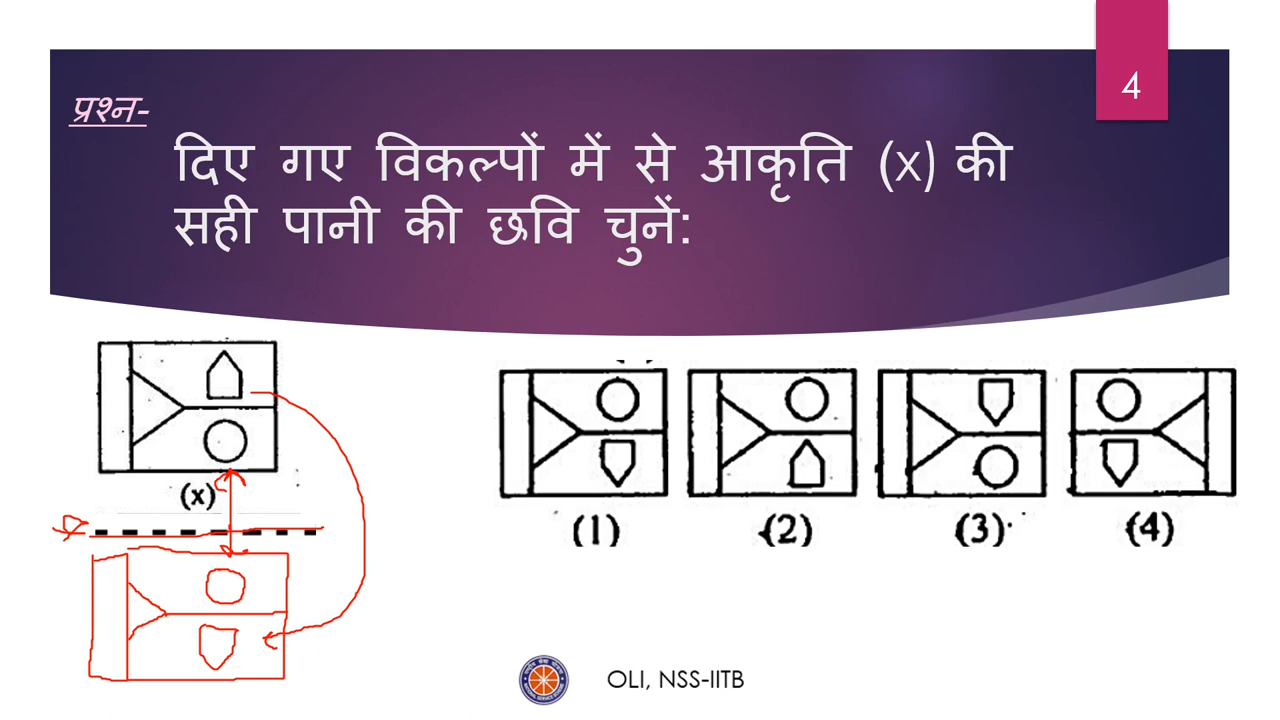 4
प्रश्न-
दिए गए विकल्पों में से आकृति (x) की
सही पानी की छवि चुनें:
(x)
(1) (2) (3) (4)
OLI, NSS-IITB